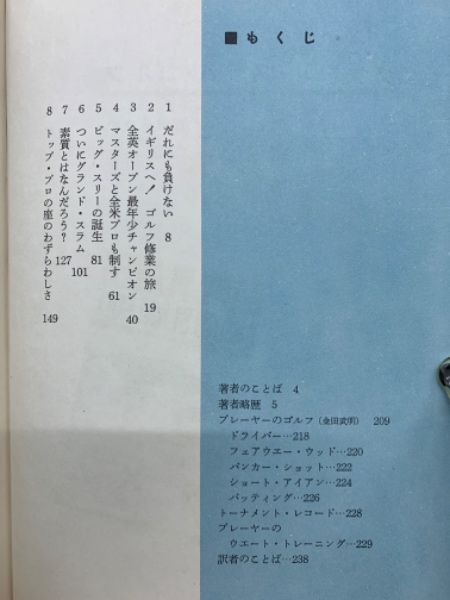 ■もくじ
1 だれにも負けない 8
2 イギリスへ！ ゴルフ修業の旅 19
3 全英オープン最年少チャンピオン 40
4 マスターズと全米プロも制す 61
5 ビッグ・スリーの誕生 81
6 ついにグランド・スラム 101
7 素質とはなんだろう？ 127
8 トップ・プロの座のわずらわしさ 149
著者のことば 4
著者略歴 5
プレーヤーのゴルフ（金田武明） 209
ドライバー…218
フェアウエー・ウッド…220
バンカー・ショット…222
ショート・アイアン…224
パッティング…226
トーナメント・レコード…228
プレーヤーの
ウエート・トレーニング…229
訳者のことば…238